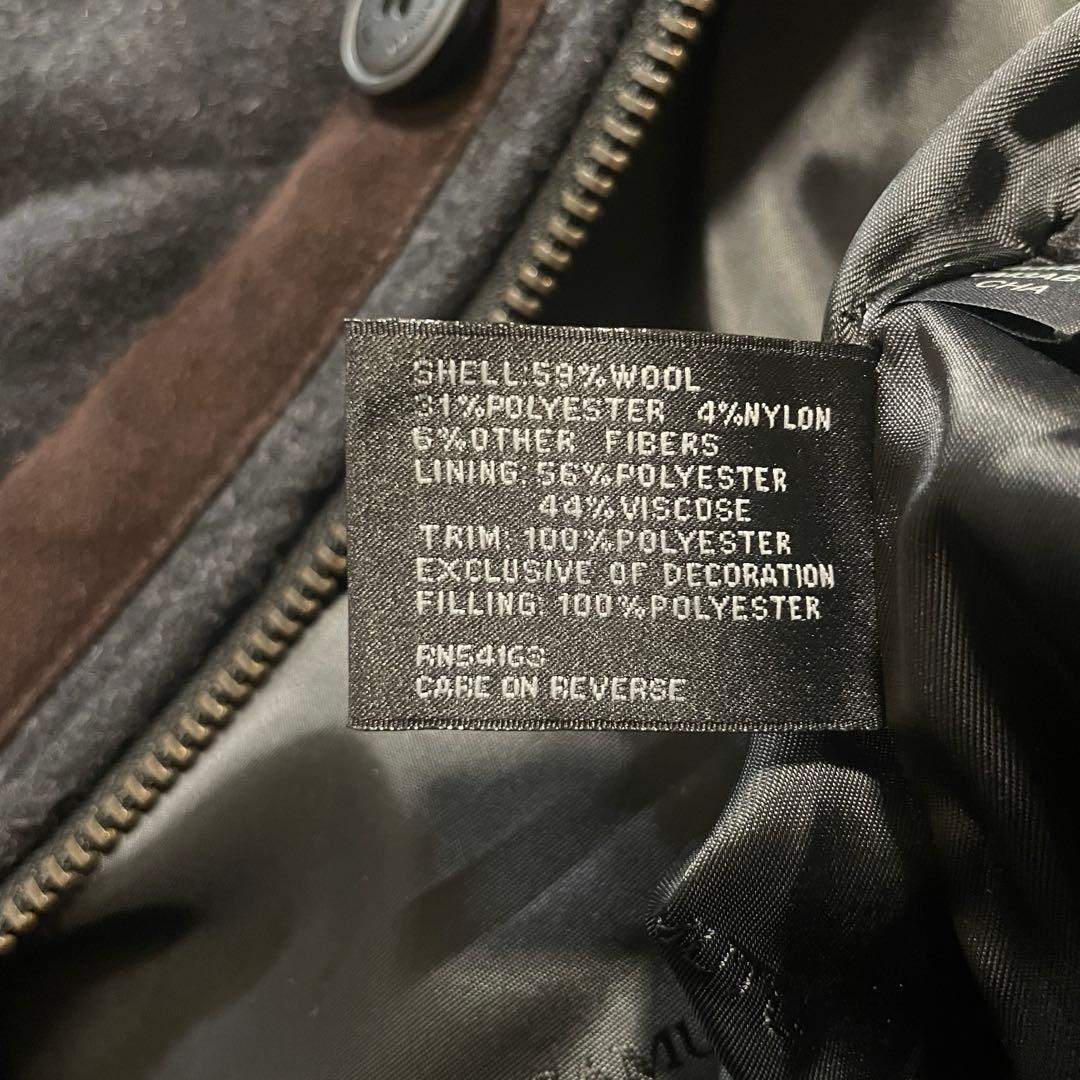 SHELL:59%WOOL
31%POLYESTER 4%NYLON
6%OTHER FIBERS
LINING:56%POLYESTER
44%VISCOSE
TRIM:100%POLYESTER
EXCLUSIVE OF DECORATION
FILLING:100%POLYESTER
RN54163
CARE ON REVERSE
CHA